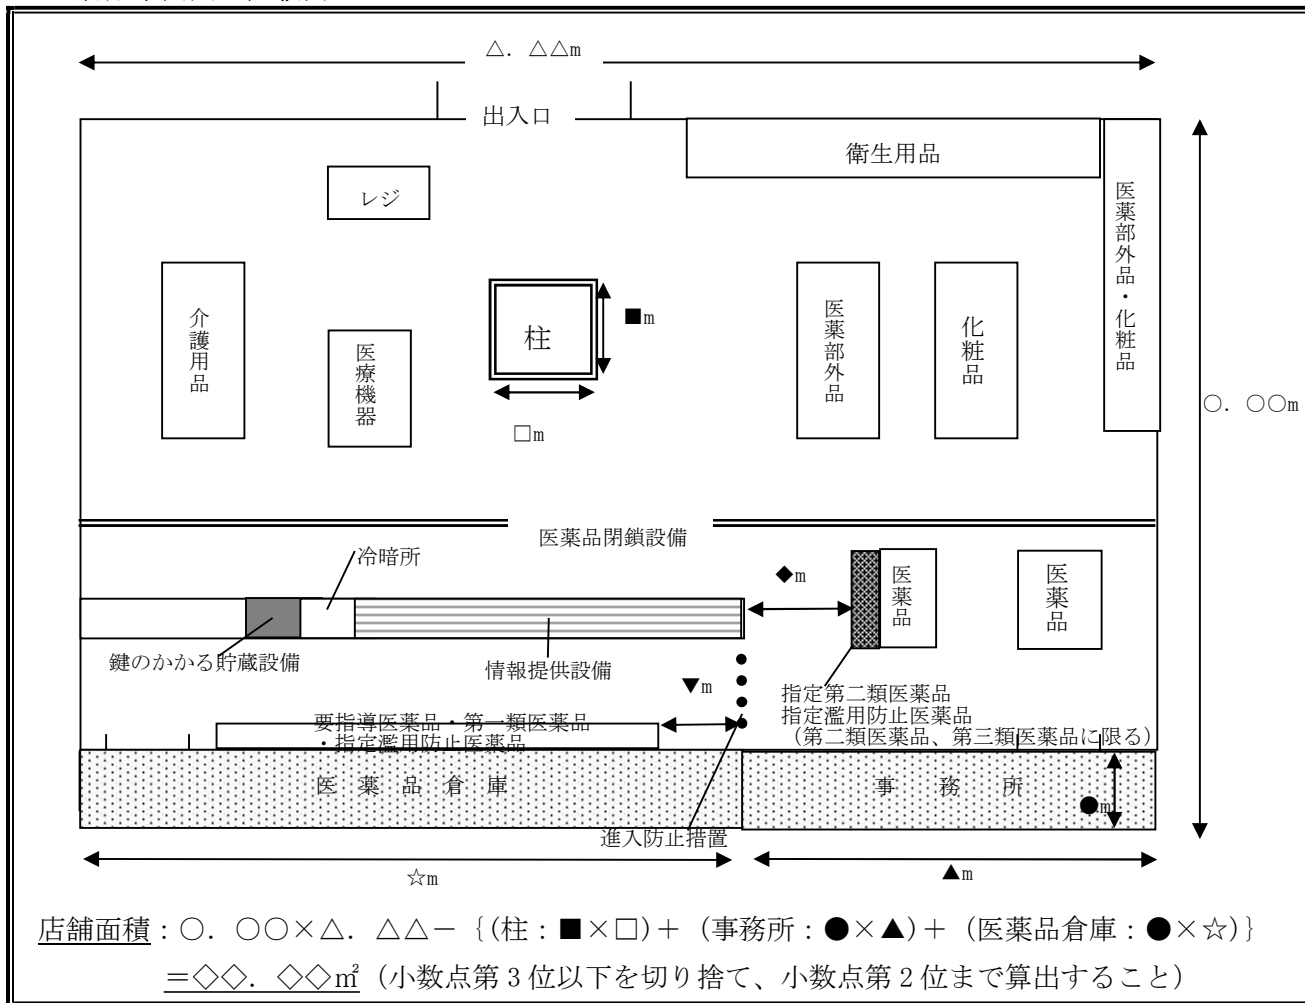 △．△△m
出入口
衛生用品
医薬部外品・化粧品
レジ
介護用品
医療機器
柱
■m
□m
医薬部外品
化粧品
○．○○m
医薬品閉鎖設備
冷暗所
◆m
医薬品
医薬品
鍵のかかる貯蔵設備
情報提供設備
▼m
指定第二類医薬品
指定濫用防止医薬品
（第二類医薬品、第三類医薬品に限る）
要指導医薬品・第一類医薬品
・指定濫用防止医薬品
医薬品倉庫
事務所
●m
進入防止措置
☆m
▲m
店舗面積：○．○○×△．△△－｛(柱：■×□)＋（事務所：●×▲)＋（医薬品倉庫：●×☆)｝
＝◇◇．◇◇㎡（小数点第３位以下を切り捨て、小数点第２位まで算出すること）